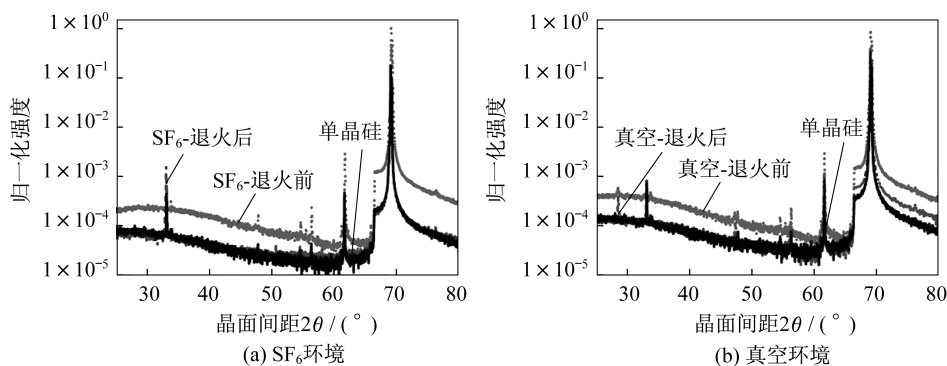 归一化强度
1×10⁰
1×10⁻¹
1×10⁻²
1×10⁻³
1×10⁻⁴
1×10⁻⁵
SF₆-退火后
SF₆-退火前
单晶硅
30 40 50 60 70 80
晶面间距2θ / (°)
(a) SF₆环境
归一化强度
1×10⁰
1×10⁻¹
1×10⁻²
1×10⁻³
1×10⁻⁴
1×10⁻⁵
真空-退火后
真空-退火前
单晶硅
30 40 50 60 70 80
晶面间距2θ / (°)
(b) 真空环境